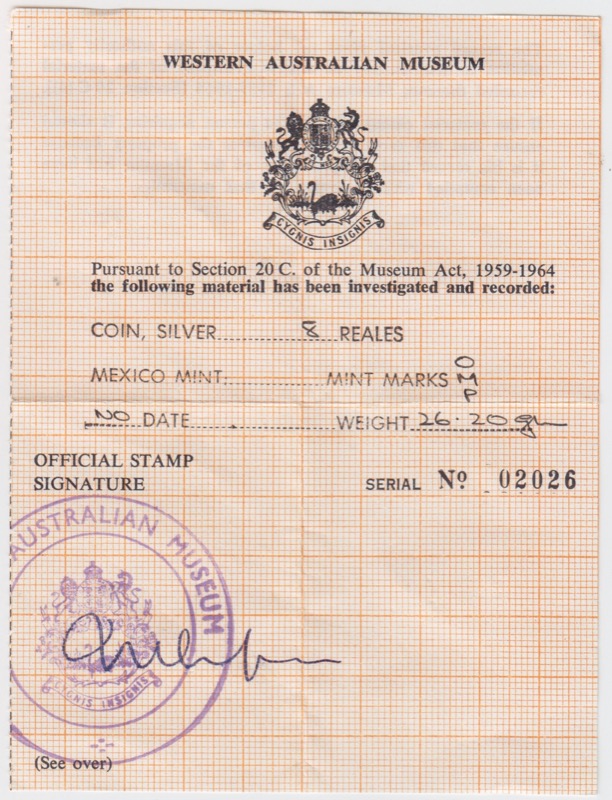 WESTERN AUSTRALIAN MUSEUM
CYGNIS INSIGNIS
Pursuant to Section 20 C. of the Museum Act, 1959-1964
the following material has been investigated and recorded:
COIN, SILVER 8 REALES
MEXICO MINT: MINT MARKS O M P
NO DATE WEIGHT 26.20 gm
OFFICIAL STAMP
SIGNATURE
SERIAL No 02026
AUSTRALIAN MUSEUM
CYGNIS INSIGNIS
(See over)